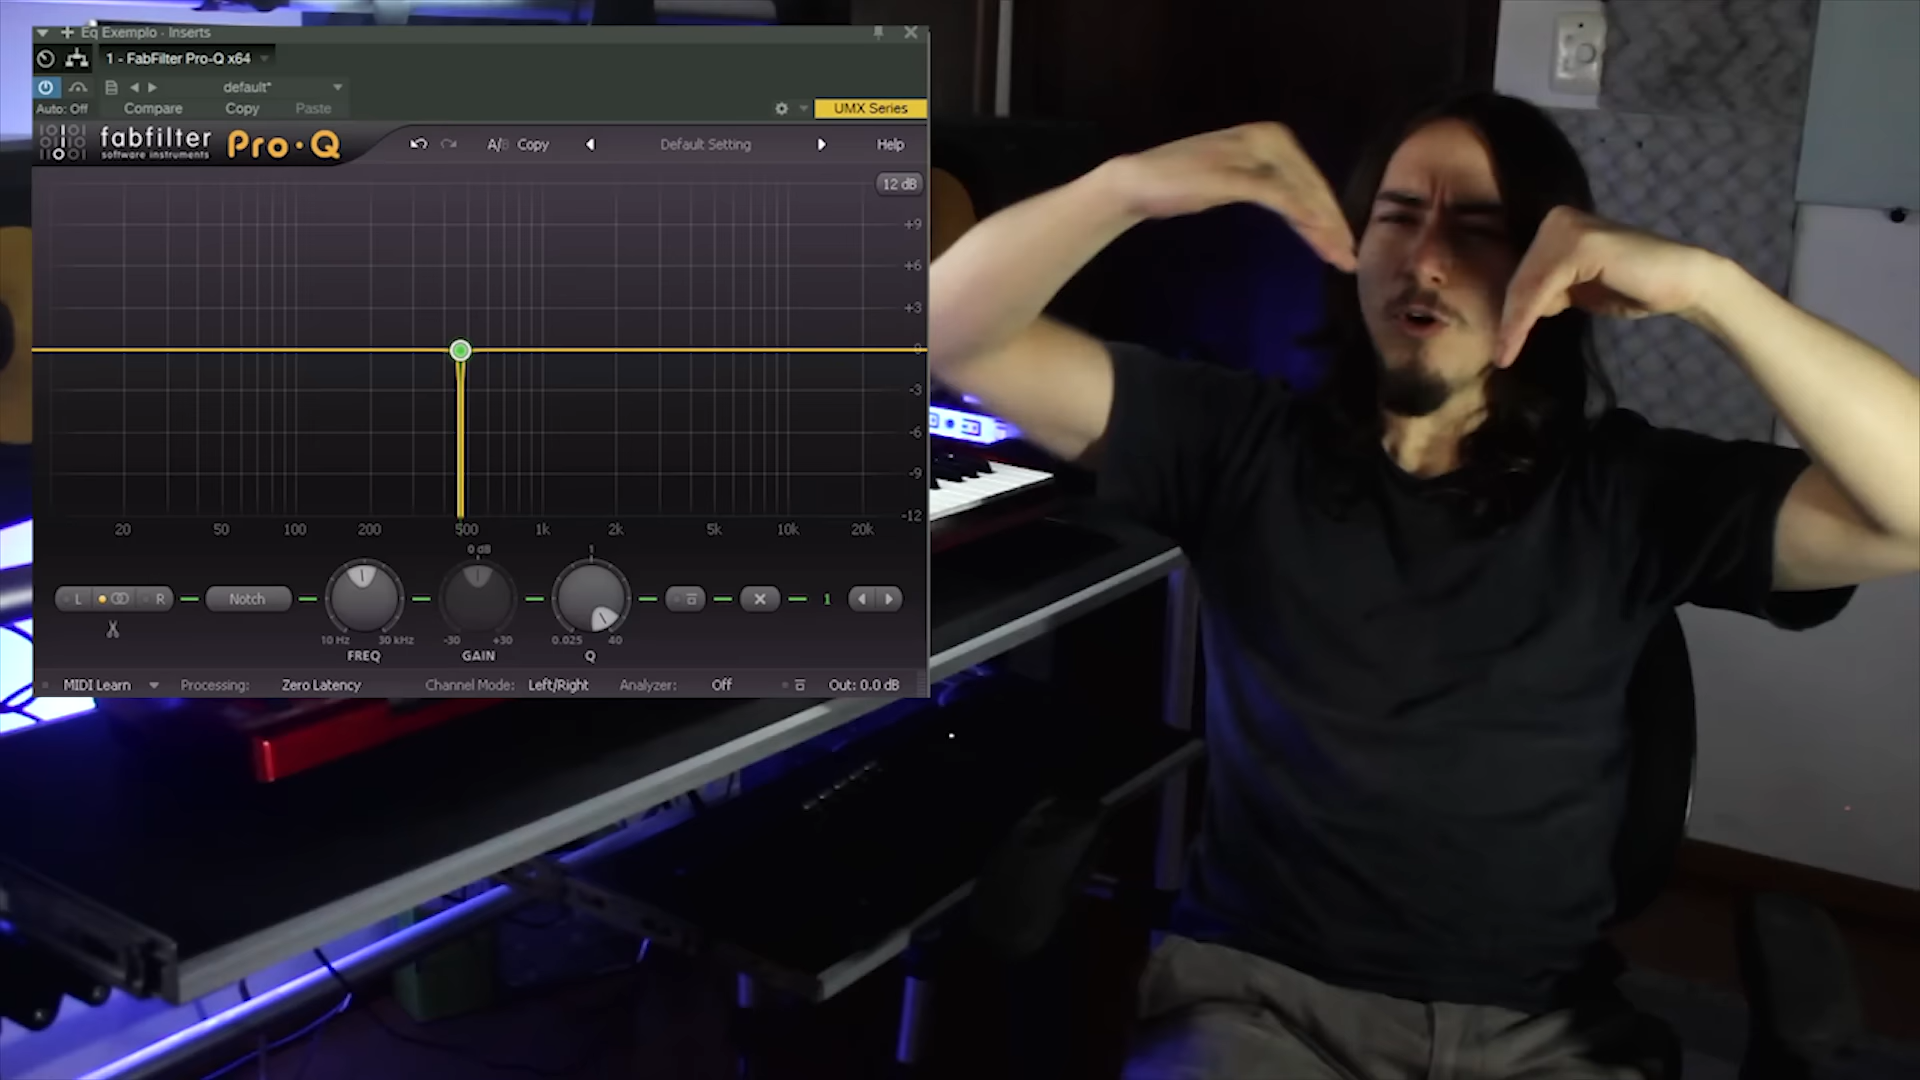 Eq Exemplo - Inserts
1 - FabFilter Pro-Q x64
default*
Auto: Off Compare Copy Paste UMX Series
fabfilter Pro·Q
software instruments
A/B Copy Default Setting Help
12 dB
+9
+6
+3
0
-3
-6
-9
-12
20 50 100 200 500 1k 2k 5k 10k 20k
0 dB 1
L R Notch 1
10 Hz 30 kHz -30 +30 0.025 40
FREQ GAIN Q
MIDI Learn Processing: Zero Latency Channel Mode: Left/Right Analyzer: Off Out: 0.0 dB